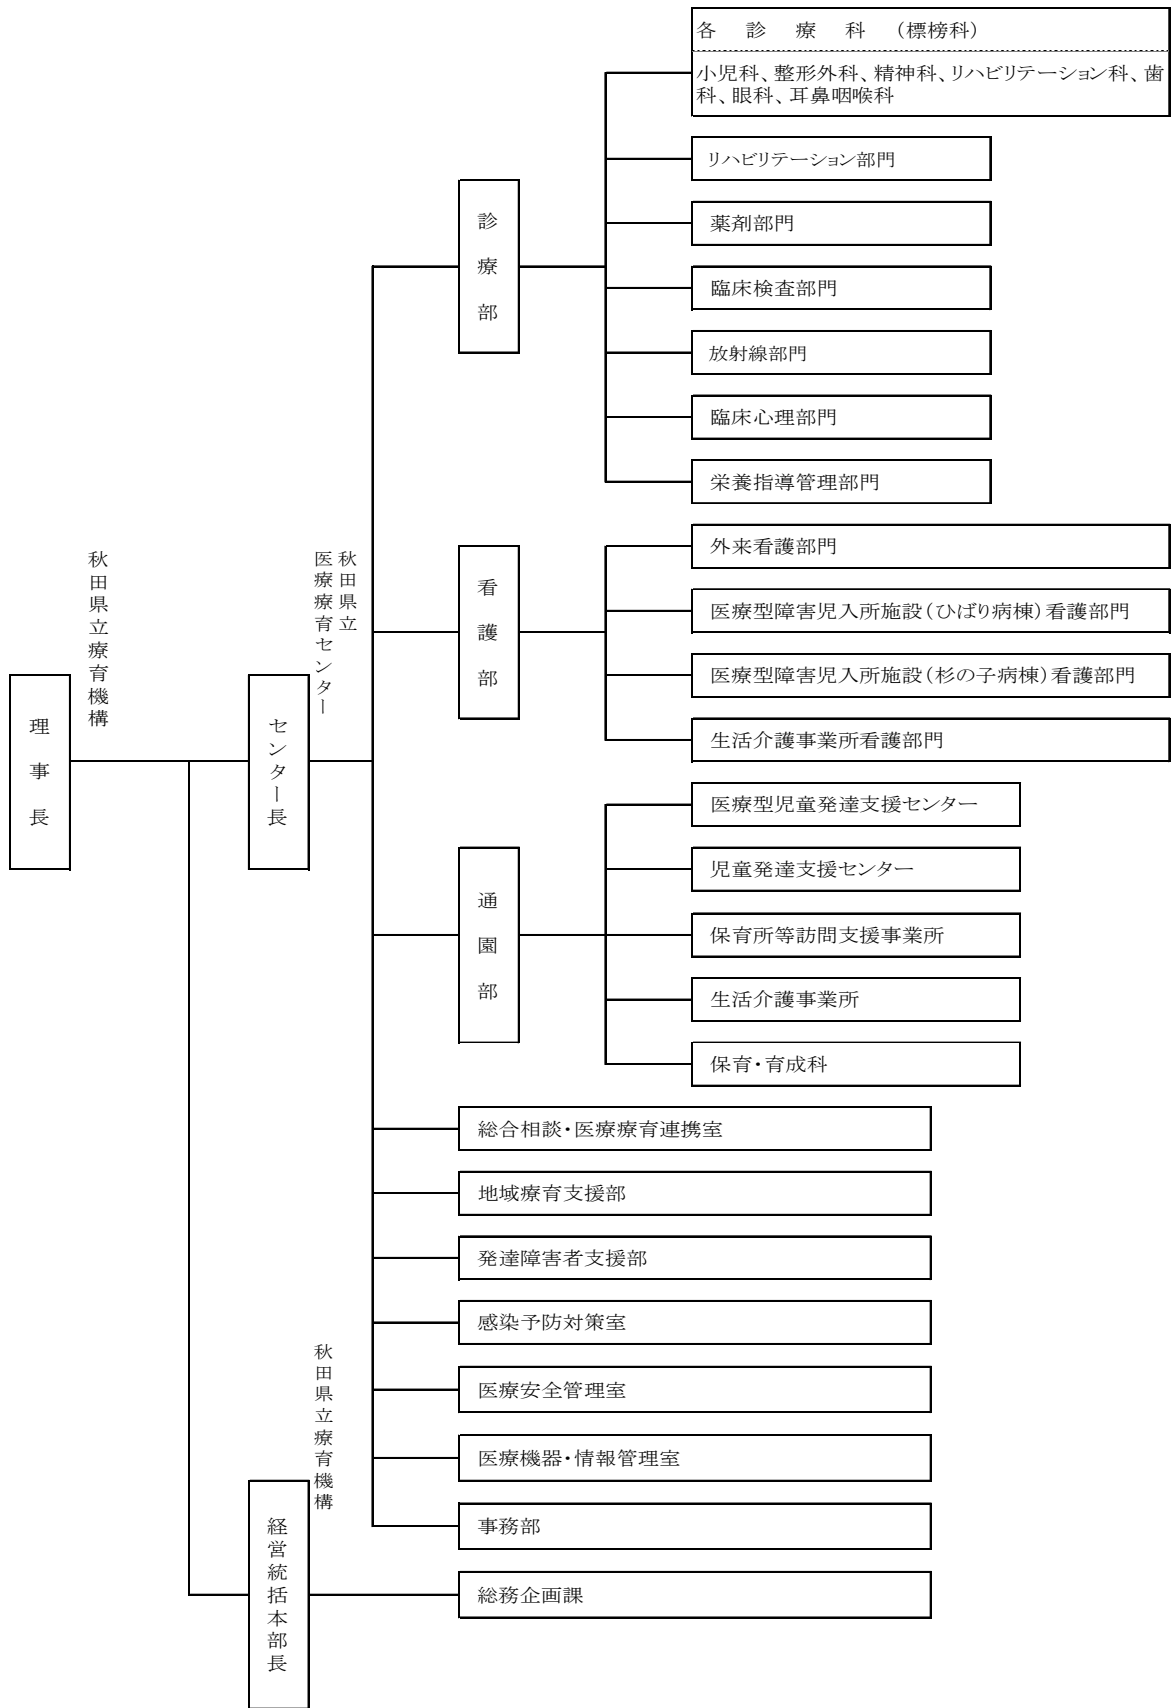 各診療科（標榜科）
小児科、整形外科、精神科、リハビリテーション科、歯
科、眼科、耳鼻咽喉科
リハビリテーション部門
薬剤部門
臨床検査部門
放射線部門
臨床心理部門
栄養指導管理部門
診療部
外来看護部門
医療型障害児入所施設（ひばり病棟）看護部門
医療型障害児入所施設（杉の子病棟）看護部門
生活介護事業所看護部門
看護部
秋田県立療育機構
理事長
秋田県立
医療療育センター
センター長
医療型児童発達支援センター
児童発達支援センター
保育所等訪問支援事業所
生活介護事業所
保育・育成科
通園部
総合相談・医療療育連携室
地域療育支援部
発達障害者支援部
感染予防対策室
医療安全管理室
医療機器・情報管理室
事務部
秋田県立療育機構
経営統括本部長
総務企画課